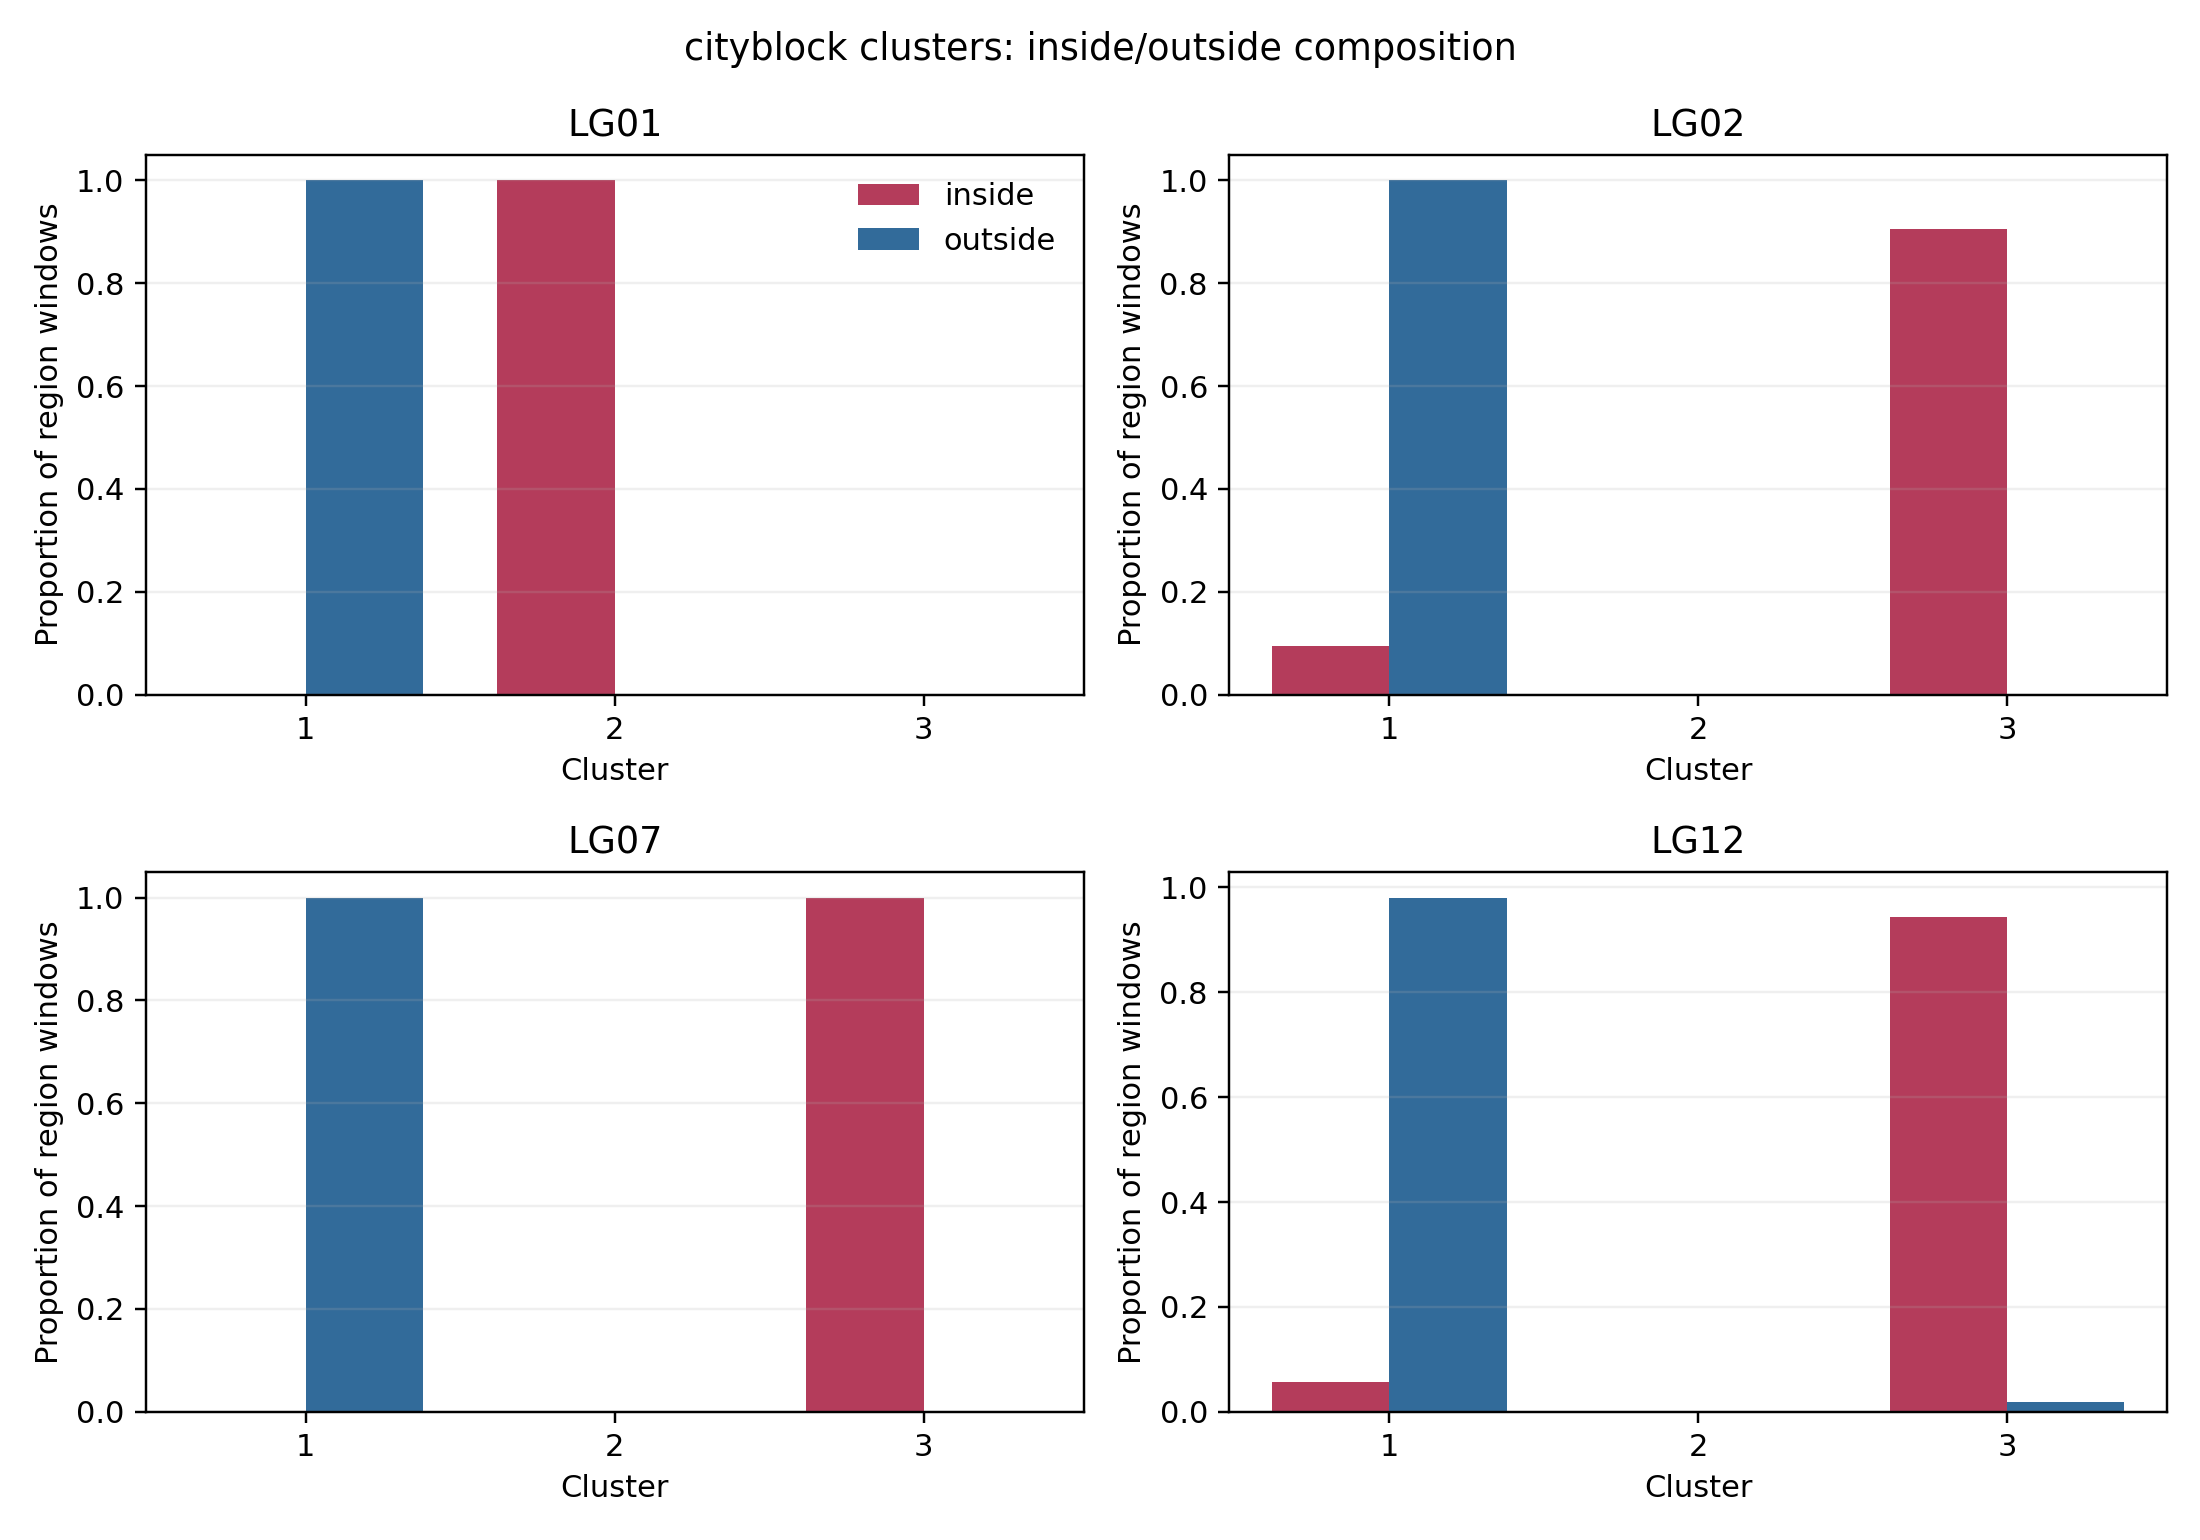 cityblock clusters: inside/outside composition
LG01
Proportion of region windows
1.0
0.8
0.6
0.4
0.2
0.0
inside
outside
1 2 3
Cluster
LG02
Proportion of region windows
1.0
0.8
0.6
0.4
0.2
0.0
1 2 3
Cluster
LG07
Proportion of region windows
1.0
0.8
0.6
0.4
0.2
0.0
1 2 3
Cluster
LG12
Proportion of region windows
1.0
0.8
0.6
0.4
0.2
0.0
1 2 3
Cluster